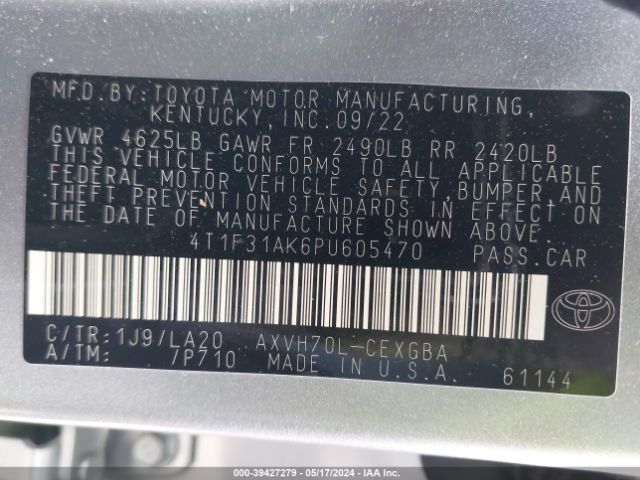 MFD.BY:TOYOTA MOTOR MANUFACTURING,
KENTUCKY, INC.09/22
GVWR 4625LB GAWR FR 2490LB RR 2420LB
THIS VEHICLE CONFORMS TO ALL APPLICABLE
FEDERAL MOTOR VEHICLE SAFETY,BUMPER,AND
THEFT PREVENTION STANDARDS IN EFFECT ON
THE DATE OF MANUFACTURE SHOWN ABOVE.
4T1F31AK6PU605470 PASS.CAR
C/TR:1J9/LA20 AXVH70L-CEXGBA
A/TM: /P710 MADE IN U.S.A. 61144
000-39427279 - 05/17/2024 - IAA Inc.